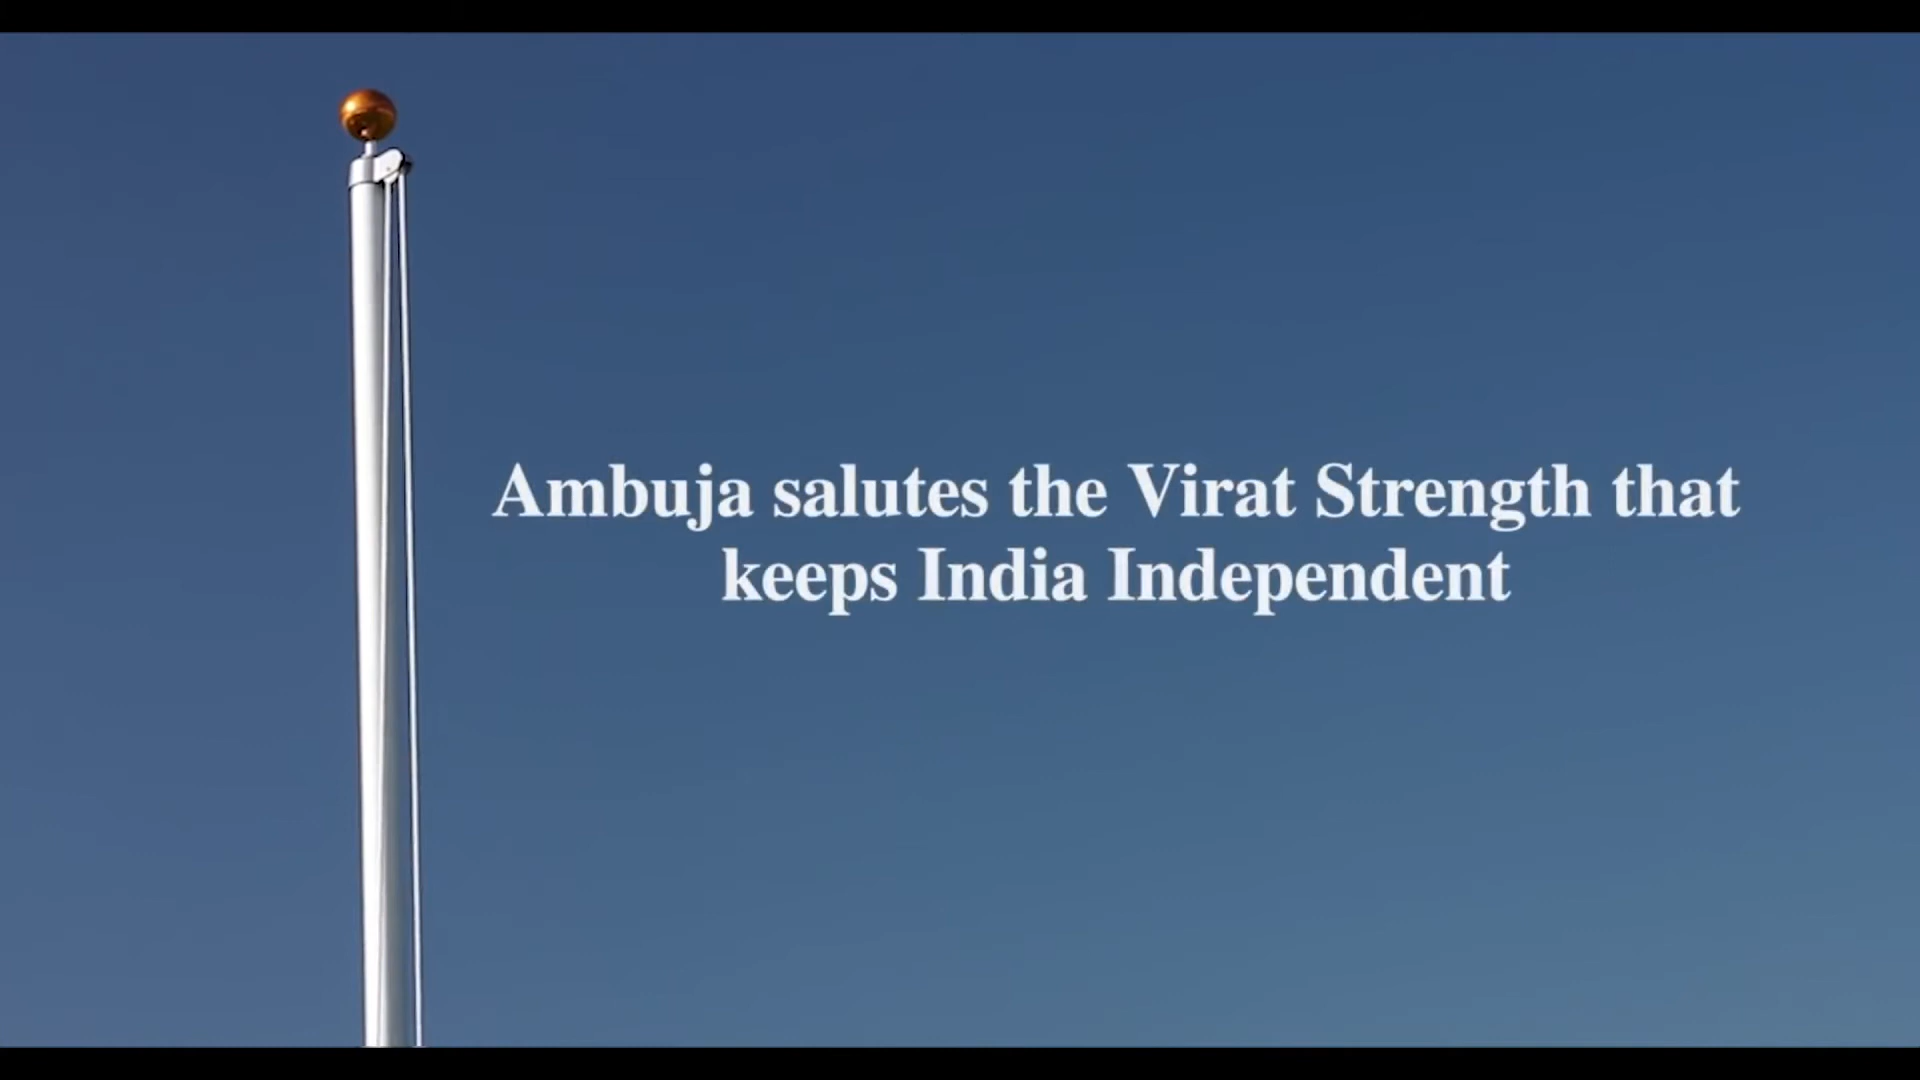 Ambuja salutes the Virat Strength that
keeps India Independent